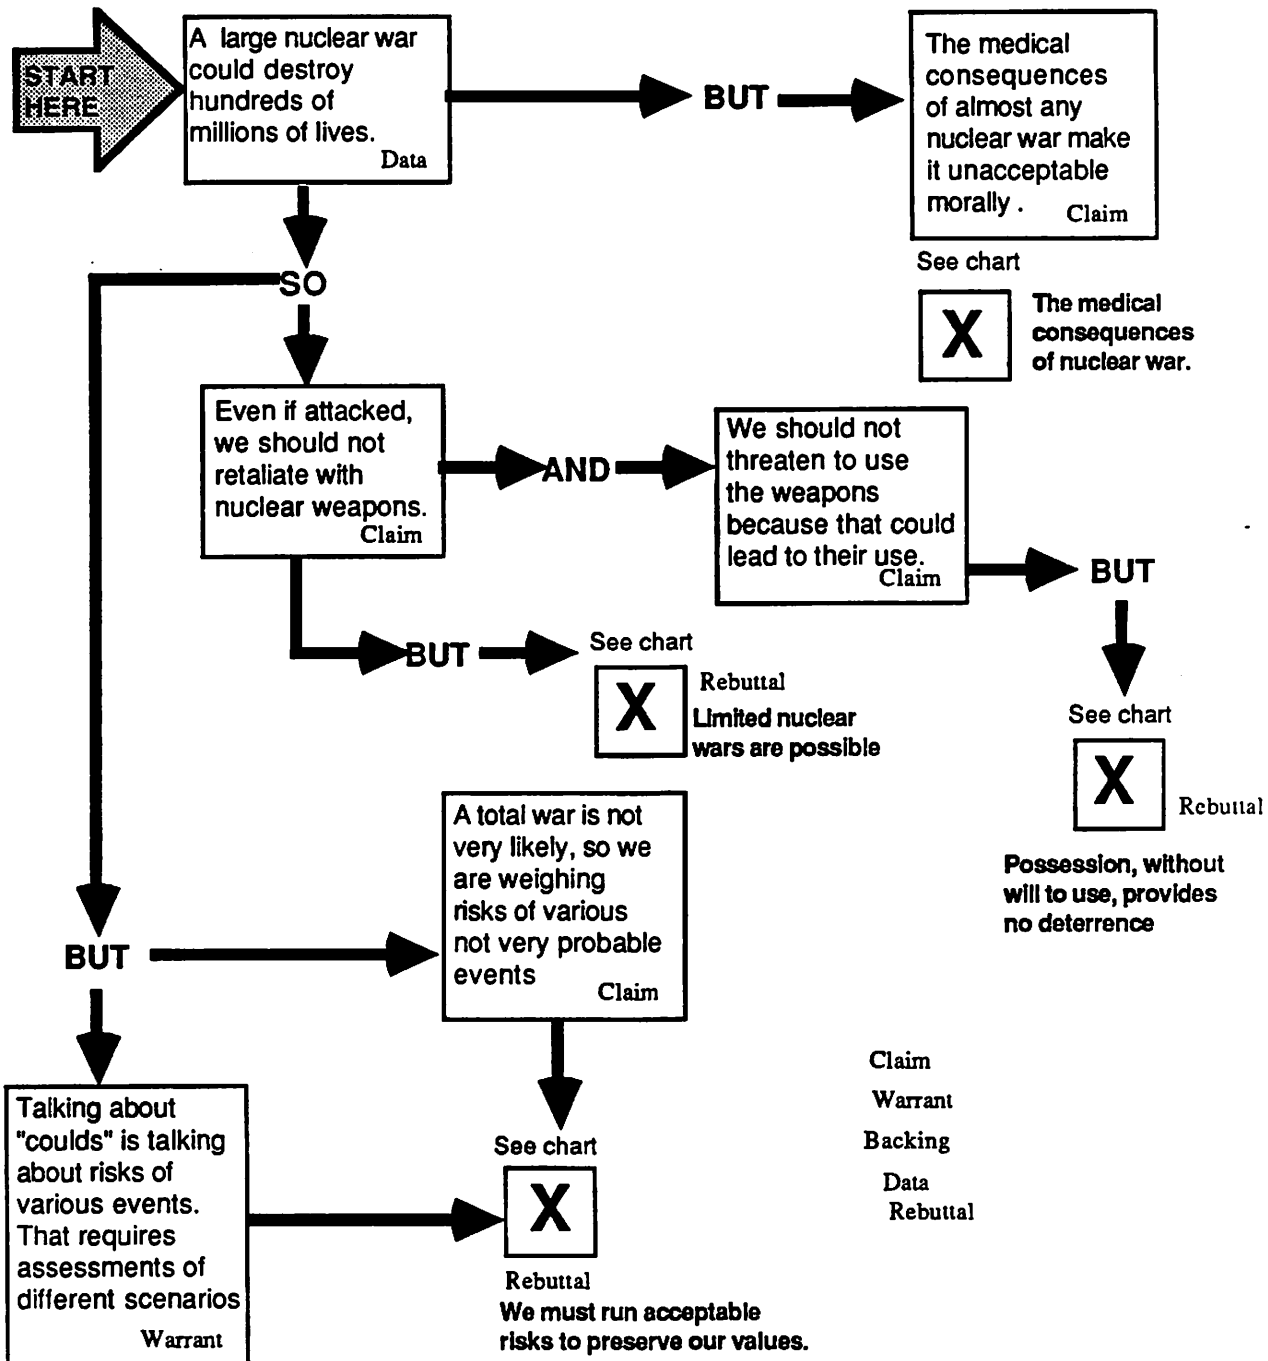 START
HERE
A large nuclear war
could destroy
hundreds of
millions of lives.
Data
BUT
The medical
consequences
of almost any
nuclear war make
it unacceptable
morally .
Claim
See chart
X
The medical
consequences
of nuclear war.
SO
Even if attacked,
we should not
retaliate with
nuclear weapons.
Claim
AND
We should not
threaten to use
the weapons
because that could
lead to their use.
Claim
BUT
See chart
X
Rebuttal
Possession, without
will to use, provides
no deterrence
BUT
See chart
X
Rebuttal
Limited nuclear
wars are possible
BUT
A total war is not
very likely, so we
are weighing
risks of various
not very probable
events
Claim
Talking about
"coulds" is talking
about risks of
various events.
That requires
assessments of
different scenarios
Warrant
See chart
X
Rebuttal
We must run acceptable
risks to preserve our values.
Claim
Warrant
Backing
Data
Rebuttal